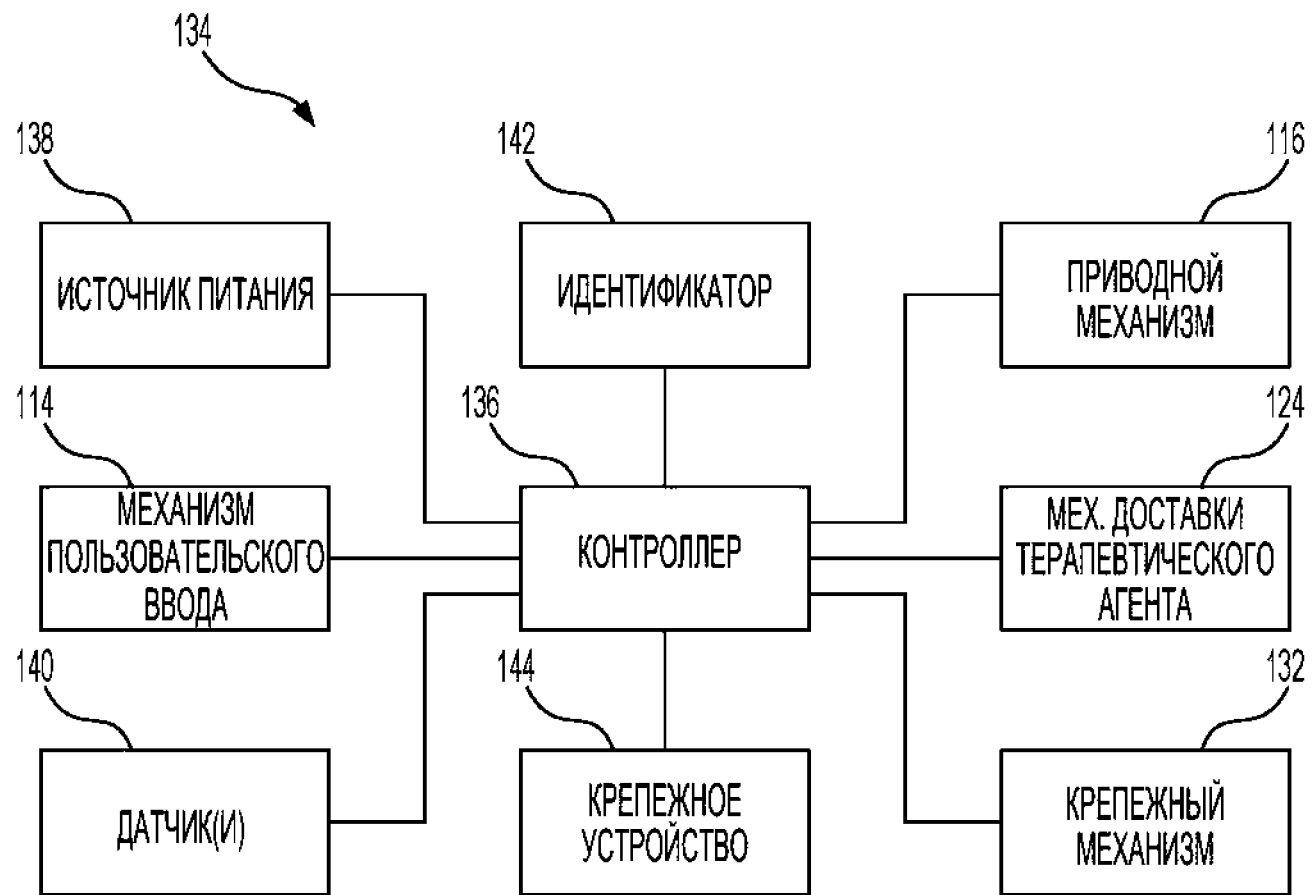 134
138
142
116
ИСТОЧНИК ПИТАНИЯ
ИДЕНТИФИКАТОР
ПРИВОДНОЙ
МЕХАНИЗМ
114
136
124
МЕХАНИЗМ
ПОЛЬЗОВАТЕЛЬСКОГО
ВВОДА
КОНТРОЛЛЕР
МЕХ. ДОСТАВКИ
ТЕРАПЕВТИЧЕСКОГО
АГЕНТА
140
144
132
ДАТЧИК(И)
КРЕПЕЖНОЕ
УСТРОЙСТВО
КРЕПЕЖНЫЙ
МЕХАНИЗМ